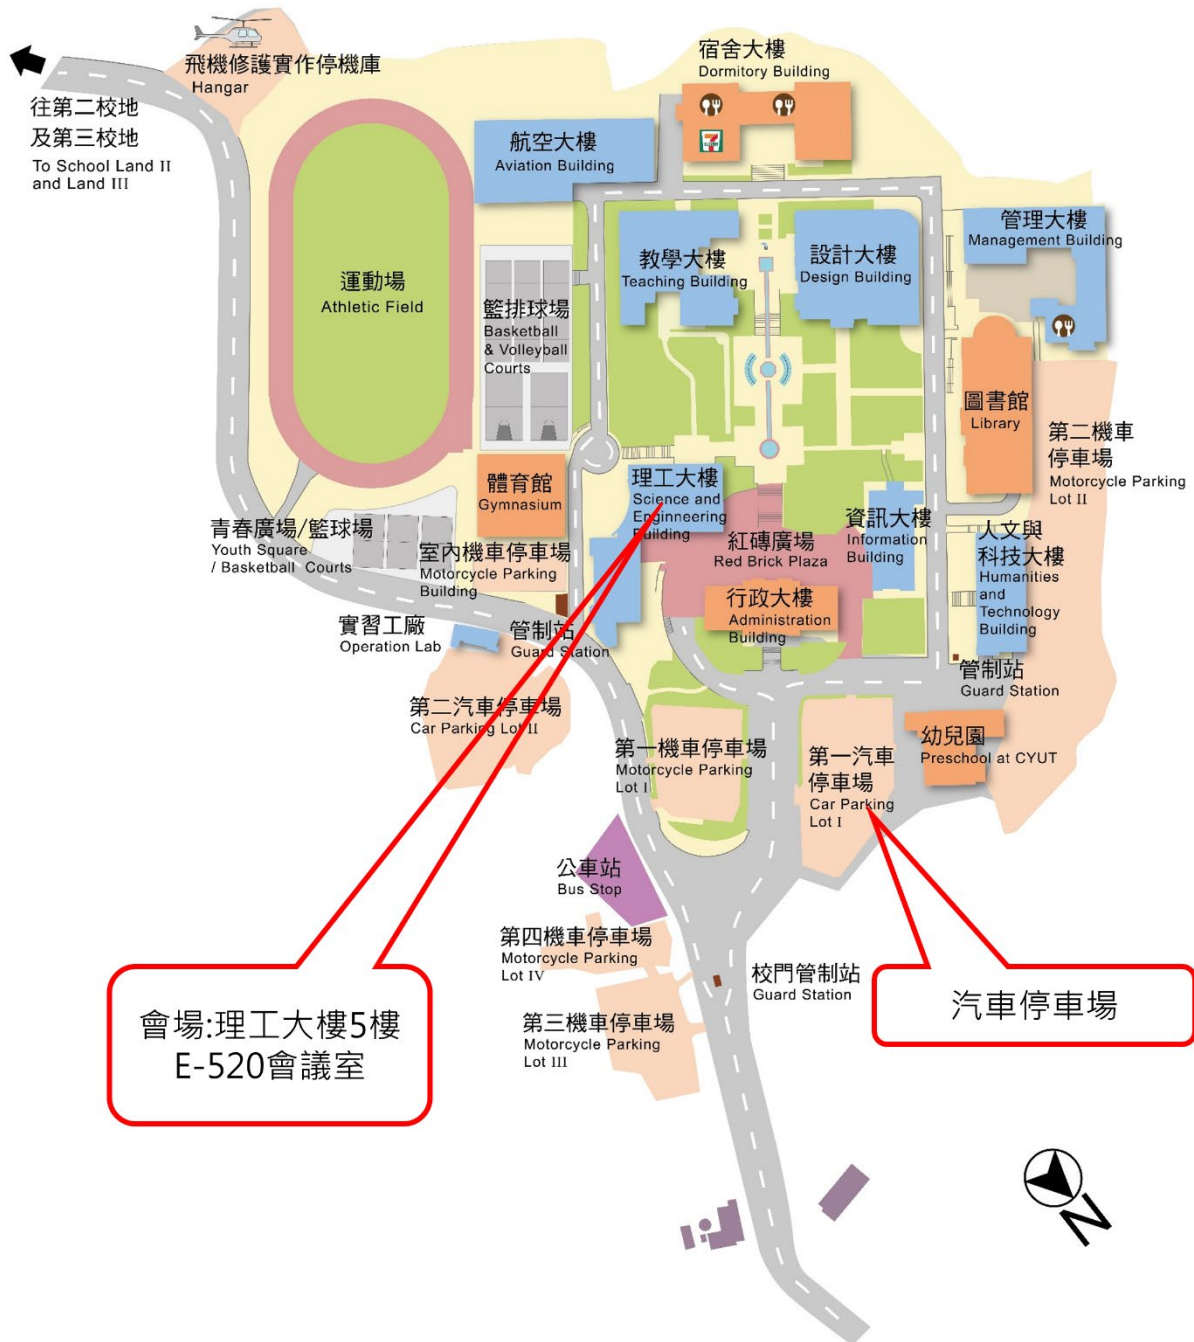 飛機修護實作停機庫
Hangar
往第二校地
及第三校地
To School Land II
and Land III
宿舍大樓
Dormitory Building
航空大樓
Aviation Building
教學大樓
Teaching Building
設計大樓
Design Building
管理大樓
Management Building
運動場
Athletic Field
籃排球場
Basketball
& Volleyball
Courts
圖書館
Library
第二機車
停車場
Motorcycle Parking
Lot II
體育館
Gymnasium
理工大樓
Science and
Enginneering
Building
資訊大樓
Information
Building
紅磚廣場
Red Brick Plaza
人文與
科技大樓
Humanities
and
Technology
Building
青春廣場/籃球場
Youth Square
/ Basketball Courts
室內機車停車場
Motorcycle Parking
Building
行政大樓
Administration
Building
實習工廠
Operation Lab
管制站
Guard Station
管制站
Guard Station
第二汽車停車場
Car Parking Lot II
第一機車停車場
Motorcycle Parking
Lot I
第一汽車
停車場
Car Parking
Lot I
幼兒園
Preschool at CYUT
公車站
Bus Stop
第四機車停車場
Motorcycle Parking
Lot IV
校門管制站
Guard Station
第三機車停車場
Motorcycle Parking
Lot III
會場:理工大樓5樓
E-520會議室
汽車停車場
N